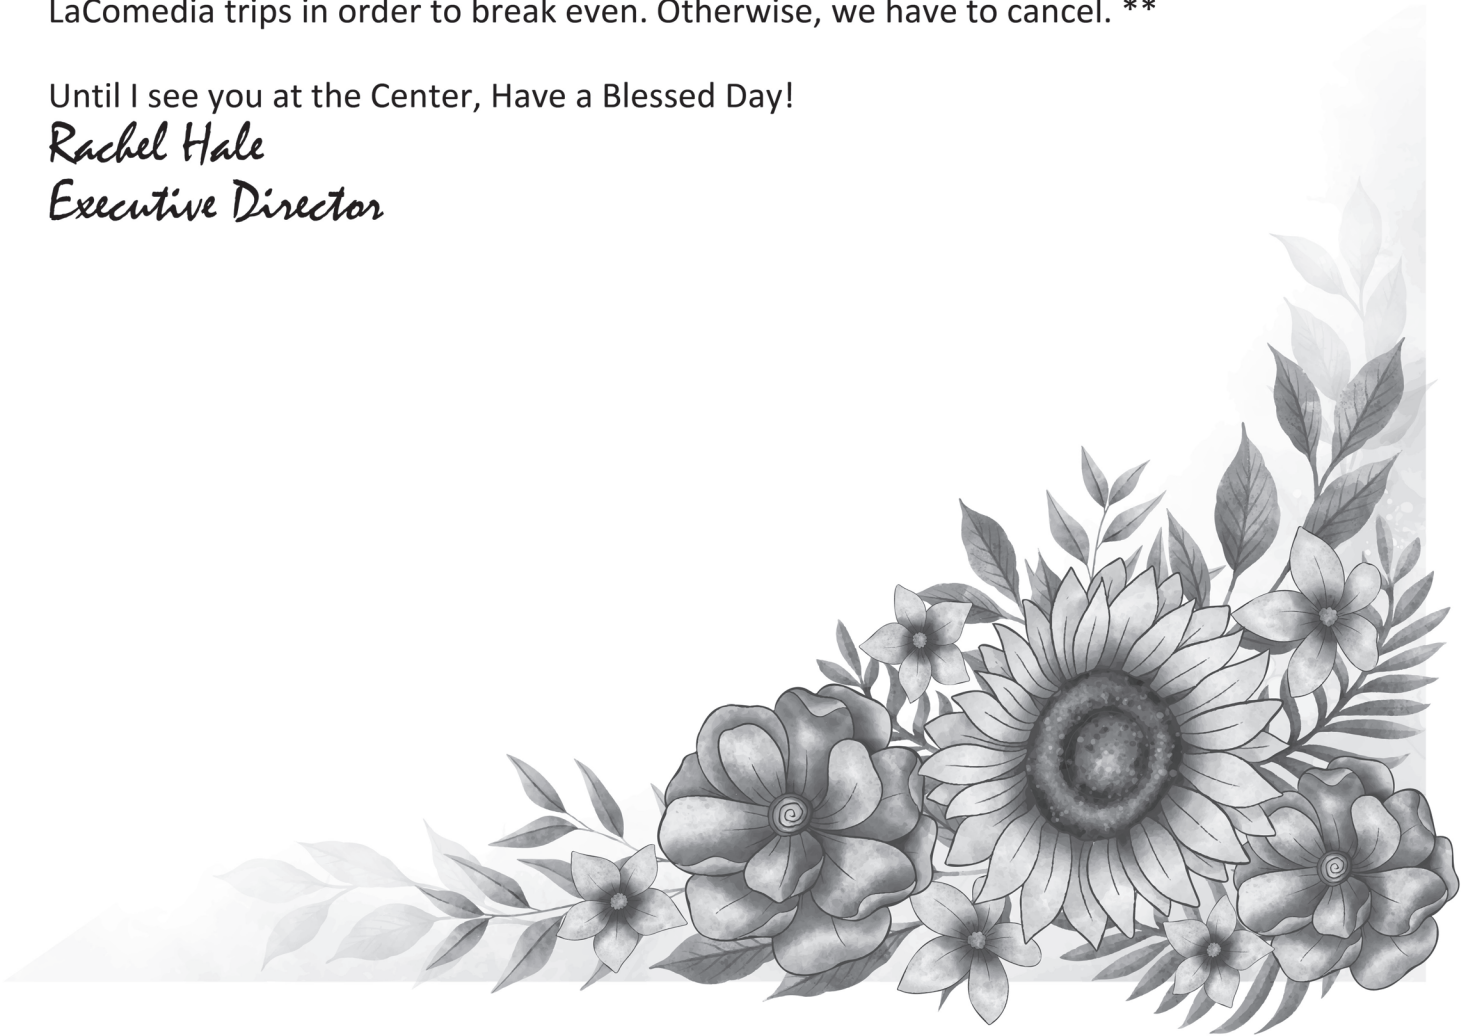 LaComedia trips in order to break even. Otherwise, we have to cancel. **
Until I see you at the Center, Have a Blessed Day!
Rachel Hale
Executive Director